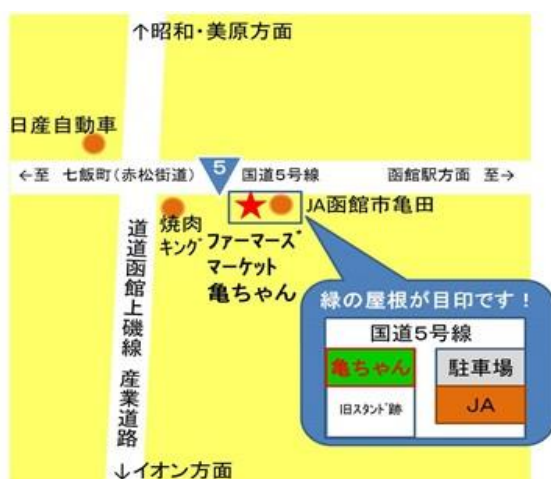 ↑昭和・美原方面
日産自動車
5
←至 七飯町(赤松街道)
国道5号線
函館駅方面 至→
焼肉
キング
ファーマーズ
マーケット
亀ちゃん
JA函館市亀田
道道函館上磯線 産業道路
緑の屋根が目印です!
国道5号線
亀ちゃん
駐車場
旧スタンド跡
JA
↓イオン方面